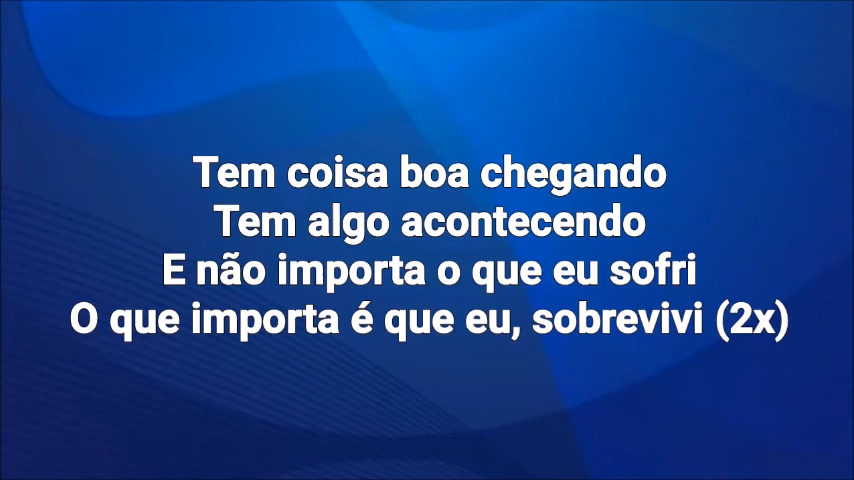 Tem coisa boa chegando
Tem algo acontecendo
E não importa o que eu sofri
O que importa é que eu, sobrevivi (2x)